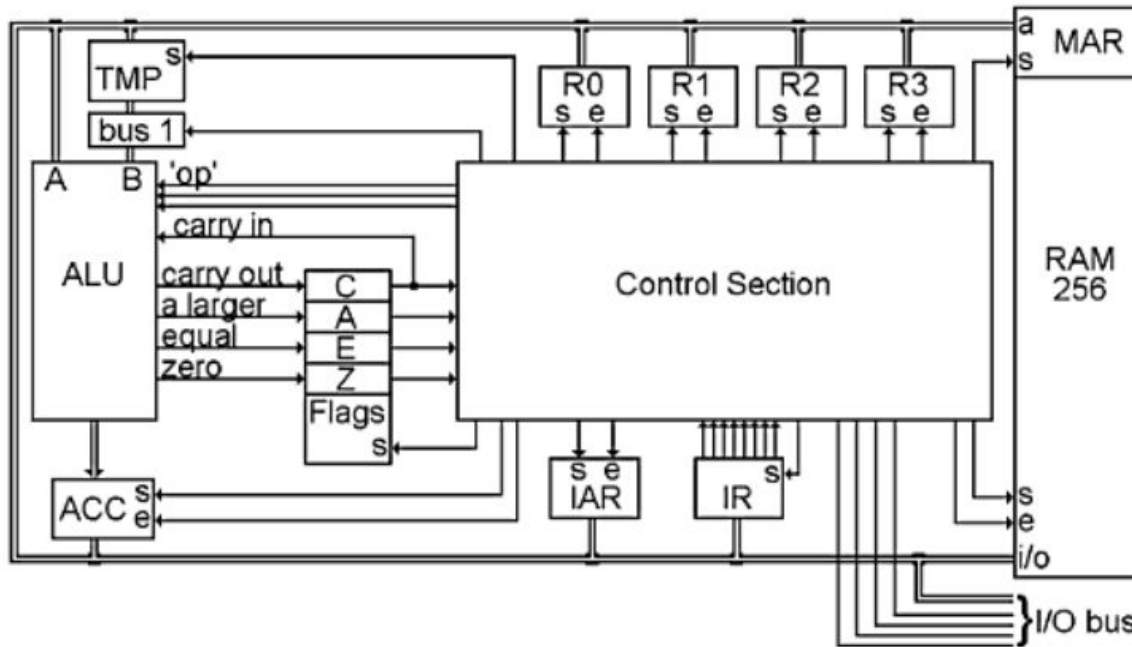 a
MAR
s
s
TMP
R0
R1
R2
R3
s e
s e
s e
s e
bus 1
A
B
'op'
carry in
ALU
carry out
C
a larger
A
equal
E
zero
Z
Flags
s
Control Section
RAM
256
s
e
ACC
s e
IAR
s
IR
s
e
i/o
I/O bus